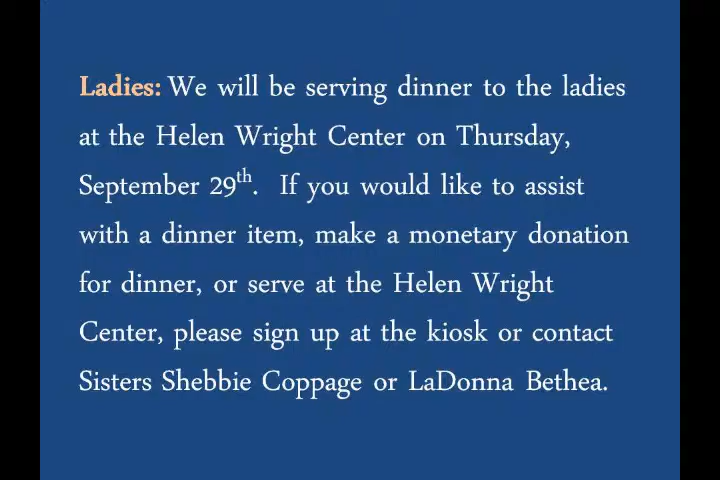 Ladies: We will be serving dinner to the ladies
at the Helen Wright Center on Thursday,
September 29th. If you would like to assist
with a dinner item, make a monetary donation
for dinner, or serve at the Helen Wright
Center, please sign up at the kiosk or contact
Sisters Shebbie Coppage or LaDonna Bethea.